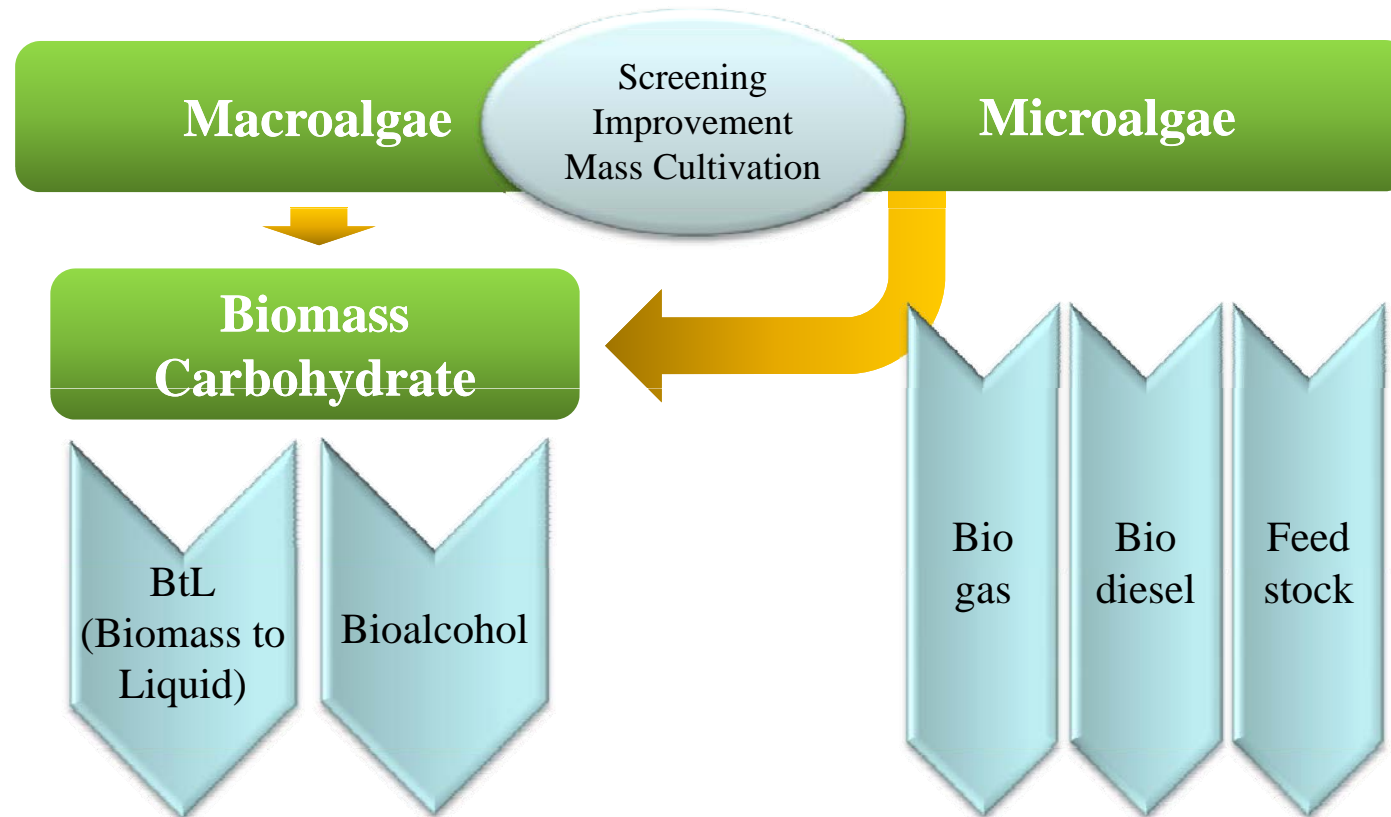 Macroalgae
Screening
Improvement
Mass Cultivation
Microalgae
Biomass
Carbohydrate
BtL
(Biomass to
Liquid)
Bioalcohol
Bio
gas
Bio
diesel
Feed
stock